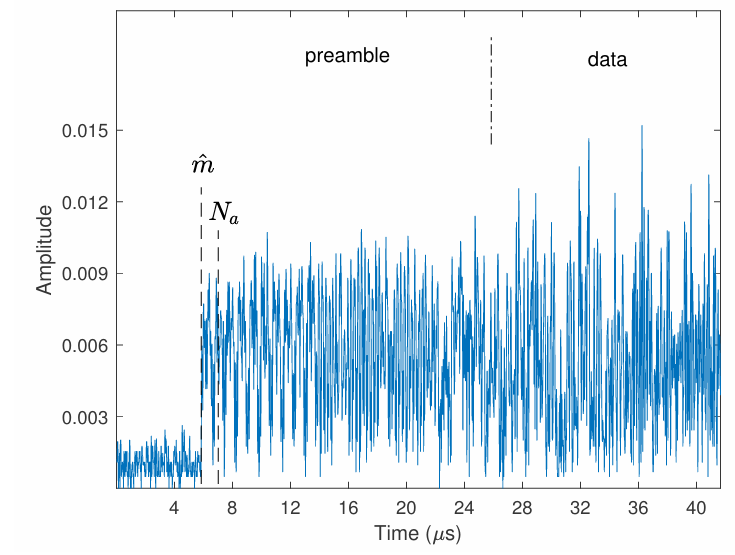 preamble
data
0.015
m̂
0.012
Nₐ
0.009
Amplitude
0.006
0.003
4 8 12 16 20 24 28 32 36 40
Time (μs)